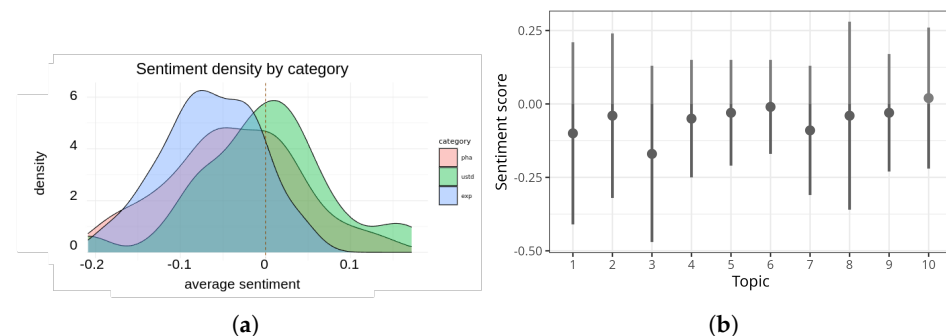 Sentiment density by category
density
6
4
2
0
-0.2
-0.1
0
0.1
average sentiment
category
pha
ustd
exp
(a)
Sentiment score
0.25
0.00
-0.25
-0.50
1 2 3 4 5 6 7 8 9 10
Topic
(b)